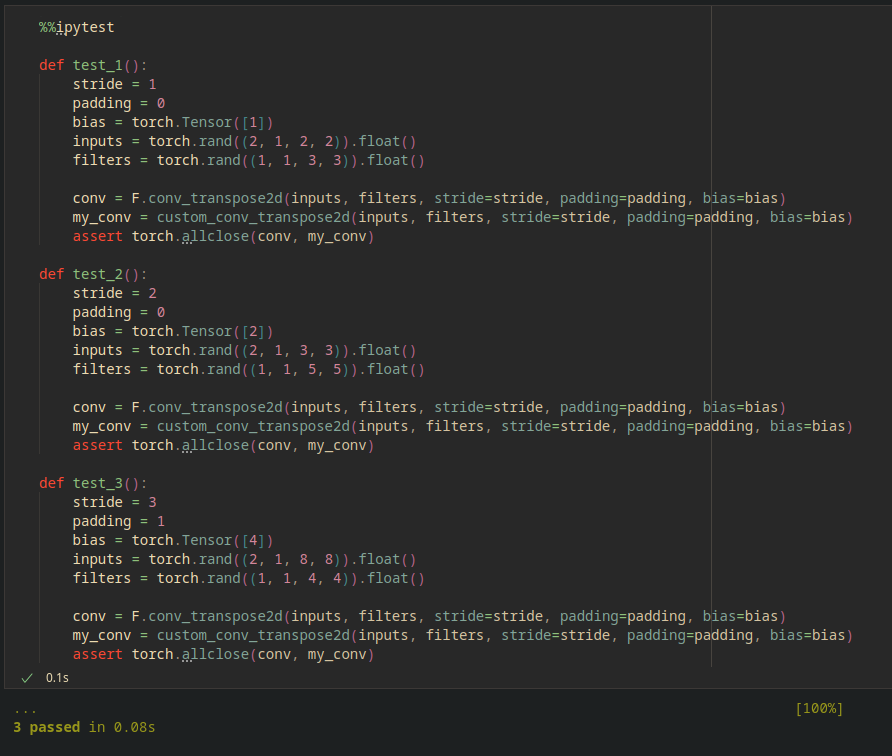 %%ipytest

def test_1():
    stride = 1
    padding = 0
    bias = torch.Tensor([1])
    inputs = torch.rand((2, 1, 2, 2)).float()
    filters = torch.rand((1, 1, 3, 3)).float()

    conv = F.conv_transpose2d(inputs, filters, stride=stride, padding=padding, bias=bias)
    my_conv = custom_conv_transpose2d(inputs, filters, stride=stride, padding=padding, bias=bias)
    assert torch.allclose(conv, my_conv)

def test_2():
    stride = 2
    padding = 0
    bias = torch.Tensor([2])
    inputs = torch.rand((2, 1, 3, 3)).float()
    filters = torch.rand((1, 1, 5, 5)).float()

    conv = F.conv_transpose2d(inputs, filters, stride=stride, padding=padding, bias=bias)
    my_conv = custom_conv_transpose2d(inputs, filters, stride=stride, padding=padding, bias=bias)
    assert torch.allclose(conv, my_conv)

def test_3():
    stride = 3
    padding = 1
    bias = torch.Tensor([4])
    inputs = torch.rand((2, 1, 8, 8)).float()
    filters = torch.rand((1, 1, 4, 4)).float()

    conv = F.conv_transpose2d(inputs, filters, stride=stride, padding=padding, bias=bias)
    my_conv = custom_conv_transpose2d(inputs, filters, stride=stride, padding=padding, bias=bias)
    assert torch.allclose(conv, my_conv)
✓ 0.1s
... [100%]
3 passed in 0.08s